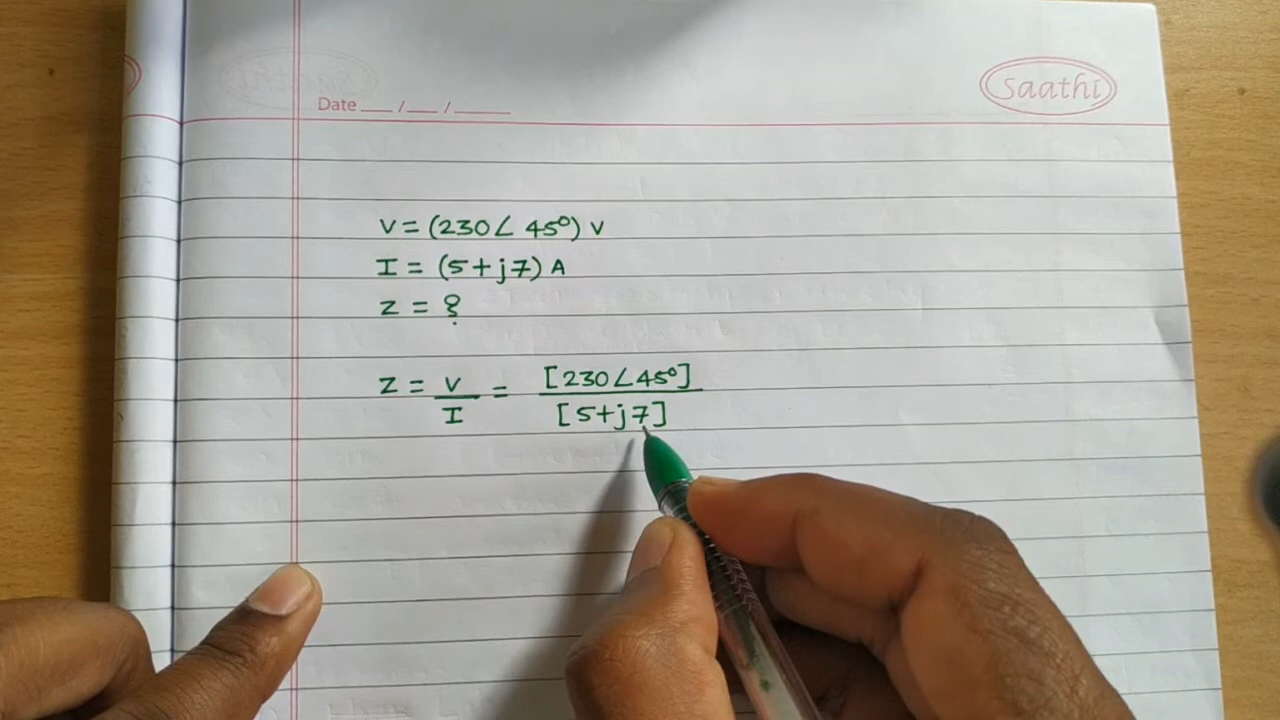 Saathi
Date ___ / ___ / ______
V = (230∠ 45°) V
I = (5+j7) A
Z = ?
Z = V/I = [230∠45°]/[5+j7]